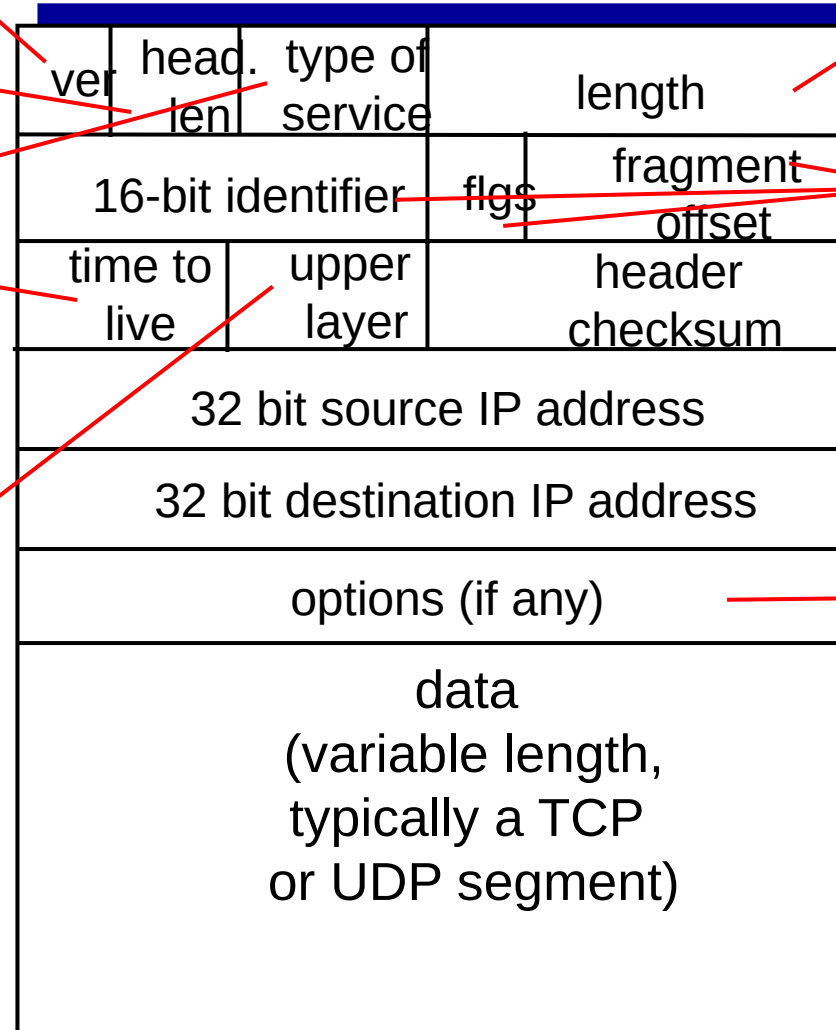 ver
head.
len
type of
service
length
16-bit identifier
flgs
fragment
offset
time to
live
upper
layer
header
checksum
32 bit source IP address
32 bit destination IP address
options (if any)
data
(variable length,
typically a TCP
or UDP segment)